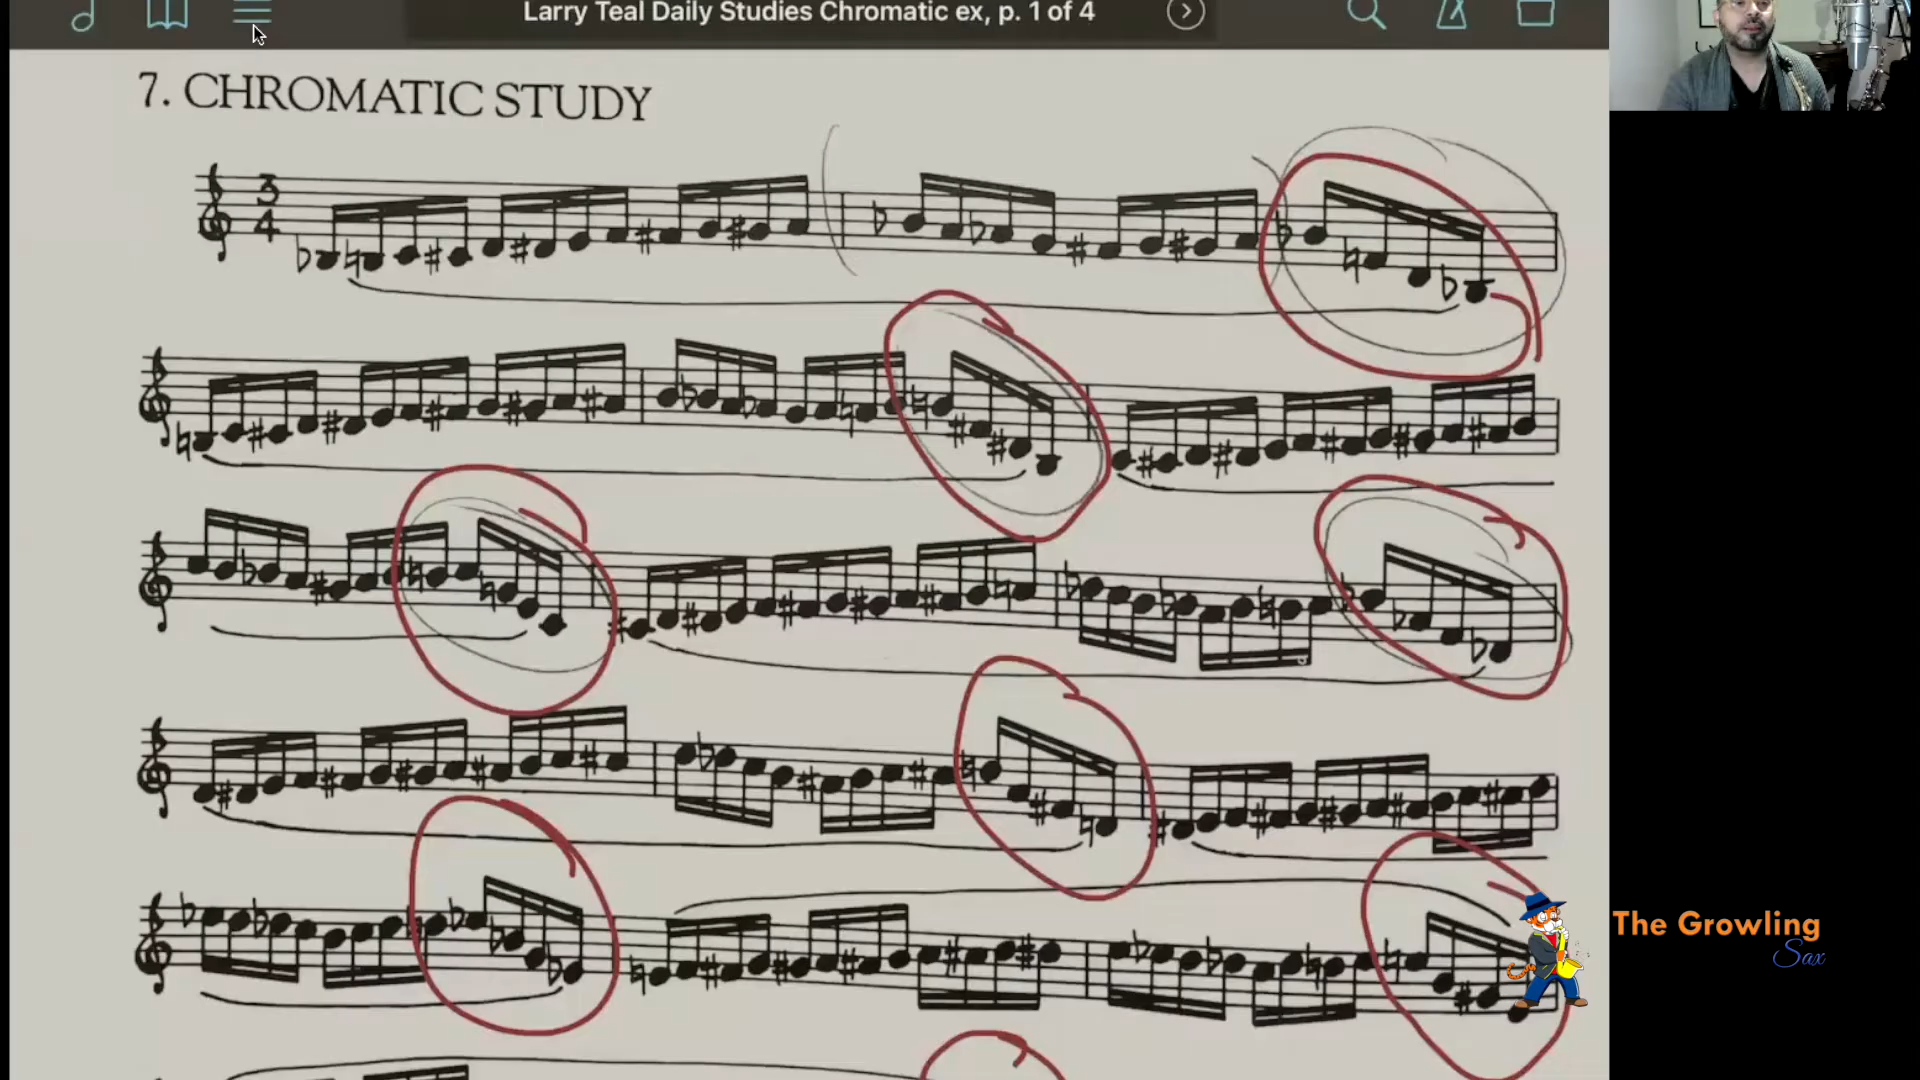 Larry Teal Daily Studies Chromatic ex, p. 1 of 4
7. CHROMATIC STUDY
3
4
The Growling
Sax